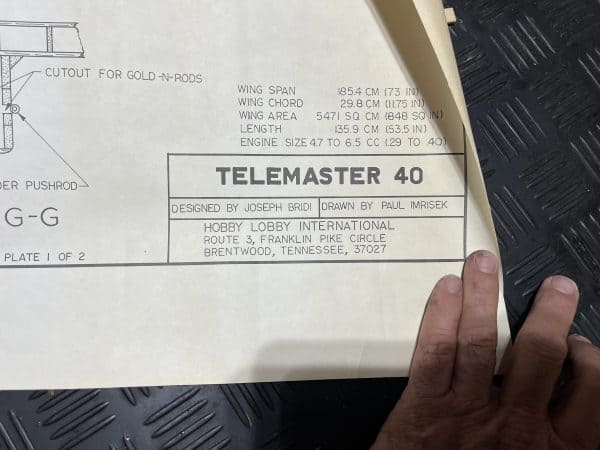 CUTOUT FOR GOLD-N-RODS
WING SPAN 185.4 CM (73 IN)
WING CHORD 29.8 CM (11.75 IN)
WING AREA 5471 SQ CM (848 SQ IN)
LENGTH 135.9 CM (53.5 IN)
ENGINE SIZE 4.7 TO 6.5 CC (.29 TO .40)
TELEMASTER 40
DESIGNED BY JOSEPH BRIDI DRAWN BY PAUL IMRISEK
HOBBY LOBBY INTERNATIONAL
ROUTE 3, FRANKLIN PIKE CIRCLE
BRENTWOOD, TENNESSEE, 37027
DER PUSHROD
G-G
PLATE 1 OF 2